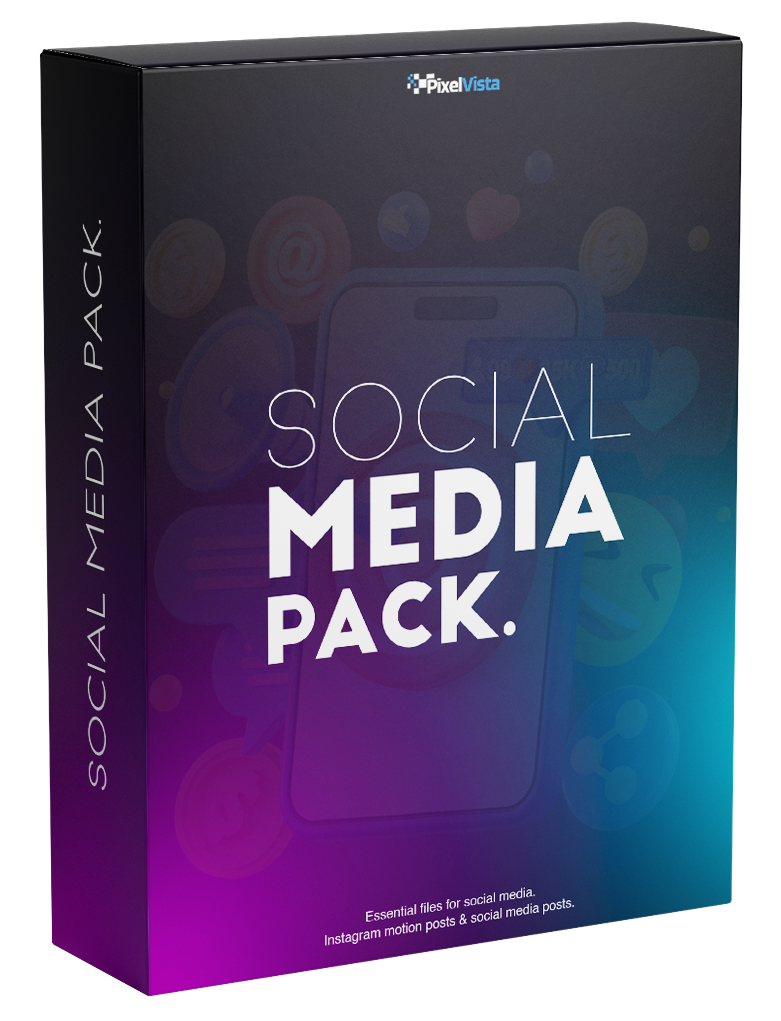 PixelVista
SOCIAL MEDIA PACK.
SOCIAL
MEDIA
PACK.
Essential files for social media.
Instagram motion posts & social media posts.